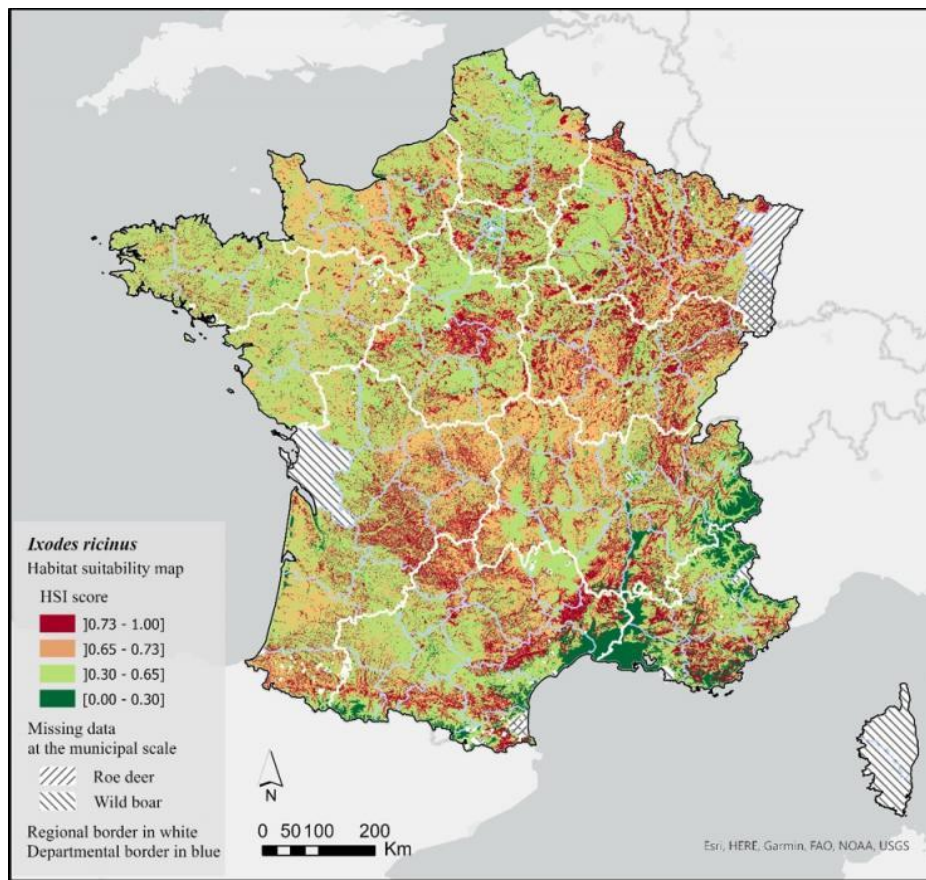 Ixodes ricinus
Habitat suitability map
HSI score
]0.73 - 1.00]
]0.65 - 0.73]
]0.30 - 0.65]
[0.00 - 0.30]
Missing data
at the municipal scale
Roe deer
Wild boar
Regional border in white
Departmental border in blue
N
0 50 100 200
Km
Esri, HERE, Garmin, FAO, NOAA, USGS